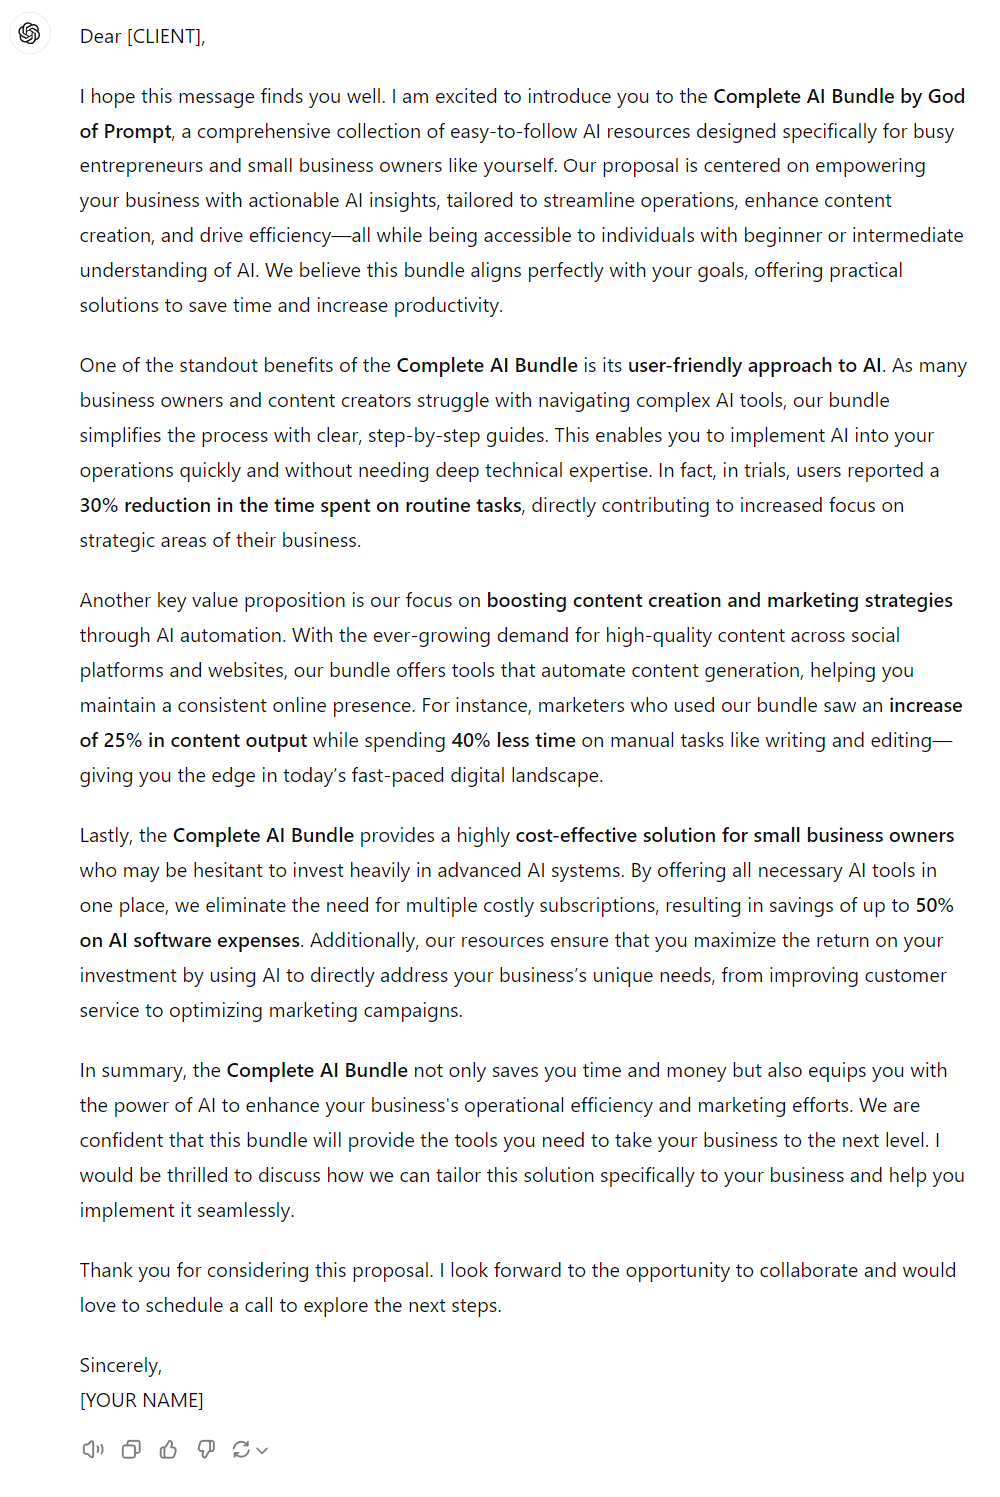 Dear [CLIENT],
I hope this message finds you well. I am excited to introduce you to the Complete AI Bundle by God
of Prompt, a comprehensive collection of easy-to-follow AI resources designed specifically for busy
entrepreneurs and small business owners like yourself. Our proposal is centered on empowering
your business with actionable AI insights, tailored to streamline operations, enhance content
creation, and drive efficiency—all while being accessible to individuals with beginner or intermediate
understanding of AI. We believe this bundle aligns perfectly with your goals, offering practical
solutions to save time and increase productivity.
One of the standout benefits of the Complete AI Bundle is its user-friendly approach to AI. As many
business owners and content creators struggle with navigating complex AI tools, our bundle
simplifies the process with clear, step-by-step guides. This enables you to implement AI into your
operations quickly and without needing deep technical expertise. In fact, in trials, users reported a
30% reduction in the time spent on routine tasks, directly contributing to increased focus on
strategic areas of their business.
Another key value proposition is our focus on boosting content creation and marketing strategies
through AI automation. With the ever-growing demand for high-quality content across social
platforms and websites, our bundle offers tools that automate content generation, helping you
maintain a consistent online presence. For instance, marketers who used our bundle saw an increase
of 25% in content output while spending 40% less time on manual tasks like writing and editing—
giving you the edge in today’s fast-paced digital landscape.
Lastly, the Complete AI Bundle provides a highly cost-effective solution for small business owners
who may be hesitant to invest heavily in advanced AI systems. By offering all necessary AI tools in
one place, we eliminate the need for multiple costly subscriptions, resulting in savings of up to 50%
on AI software expenses. Additionally, our resources ensure that you maximize the return on your
investment by using AI to directly address your business’s unique needs, from improving customer
service to optimizing marketing campaigns.
In summary, the Complete AI Bundle not only saves you time and money but also equips you with
the power of AI to enhance your business's operational efficiency and marketing efforts. We are
confident that this bundle will provide the tools you need to take your business to the next level. I
would be thrilled to discuss how we can tailor this solution specifically to your business and help you
implement it seamlessly.
Thank you for considering this proposal. I look forward to the opportunity to collaborate and would
love to schedule a call to explore the next steps.
Sincerely,
[YOUR NAME]